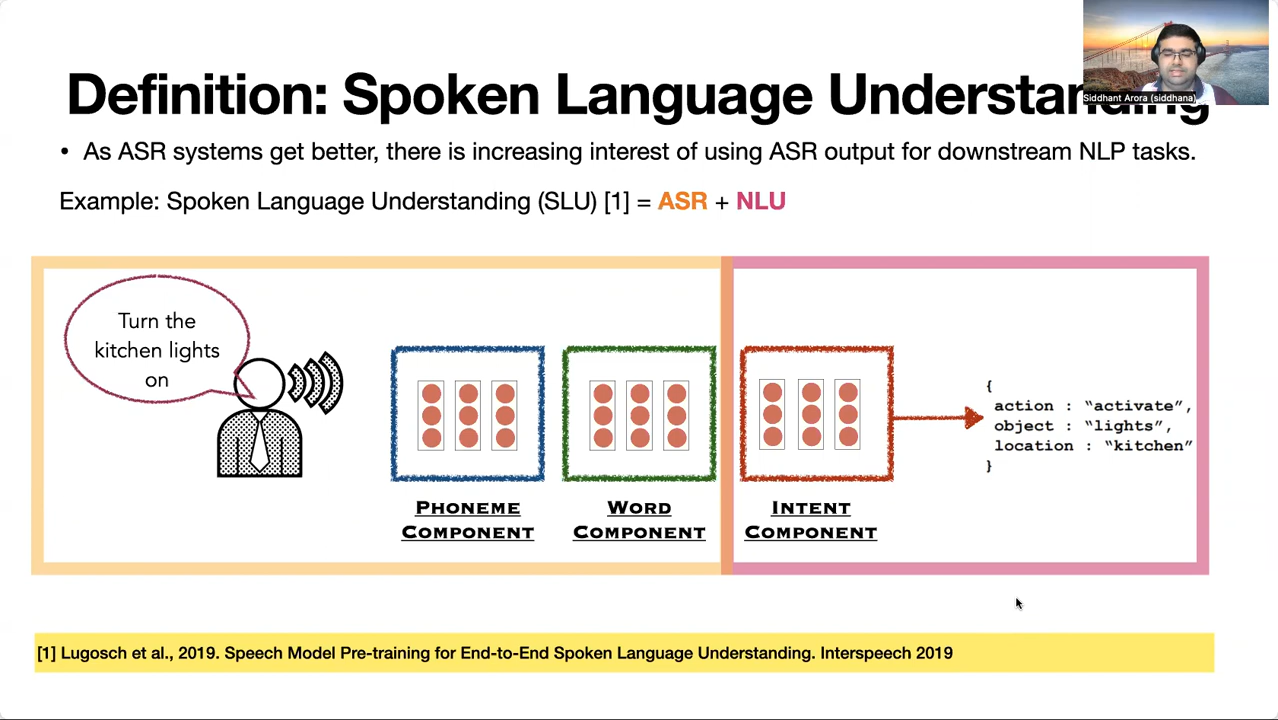 Definition: Spoken Language Understanding
Siddhant Arora (siddhana)
• As ASR systems get better, there is increasing interest of using ASR output for downstream NLP tasks.
Example: Spoken Language Understanding (SLU) [1] = ASR + NLU
Turn the
kitchen lights
on
PHONEME
COMPONENT
WORD
COMPONENT
INTENT
COMPONENT
{
action : “activate”,
object : “lights”,
location : “kitchen”
}
[1] Lugosch et al., 2019. Speech Model Pre-training for End-to-End Spoken Language Understanding. Interspeech 2019